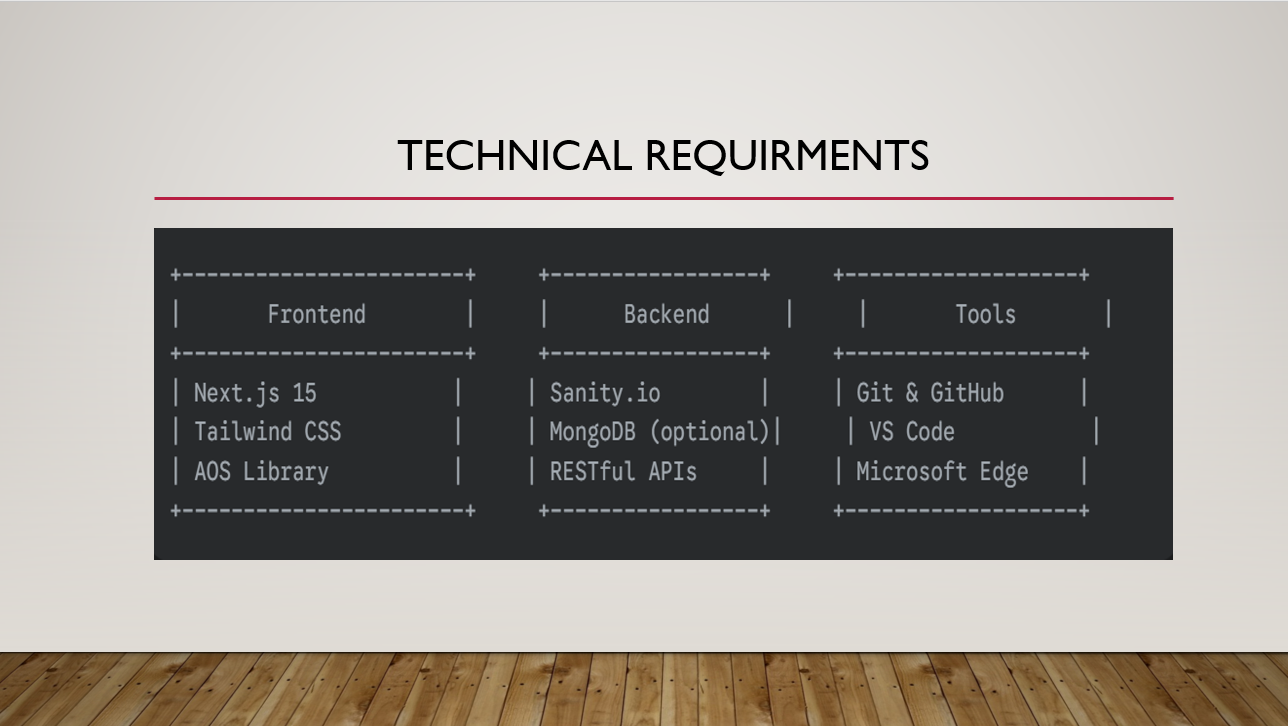 TECHNICAL REQUIRMENTS
+-----------------------+     +-----------------+     +--------------------+
|       Frontend        |     |      Backend      |     |       Tools       |
+-----------------------+     +-----------------+     +--------------------+
| Next.js 15           |     | Sanity.io        |     | Git & GitHub      |
| Tailwind CSS         |     | MongoDB (optional)|     | VS Code           |
| AOS Library          |     | RESTful APIs     |     | Microsoft Edge    |
+-----------------------+     +-----------------+     +--------------------+